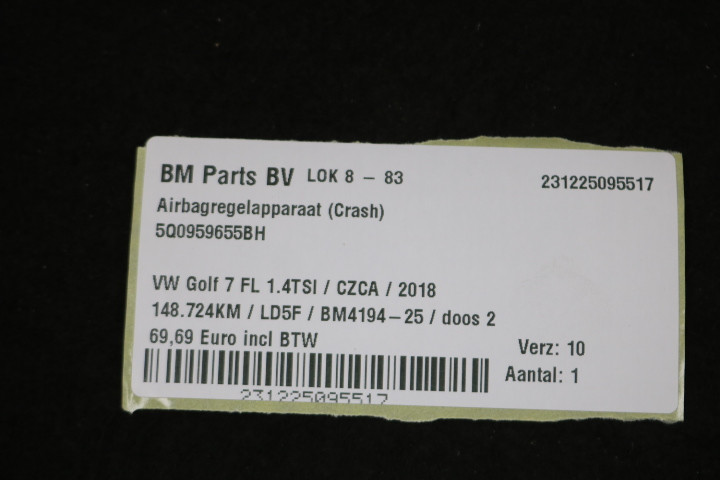 BM Parts BV LOK 8 - 83 231225095517
Airbagregelapparaat (Crash)
5Q0959655BH
VW Golf 7 FL 1.4TSI / CZCA / 2018
148.724KM / LD5F / BM4194-25 / doos 2
69,69 Euro incl BTW
Verz: 10
Aantal: 1
231225095517